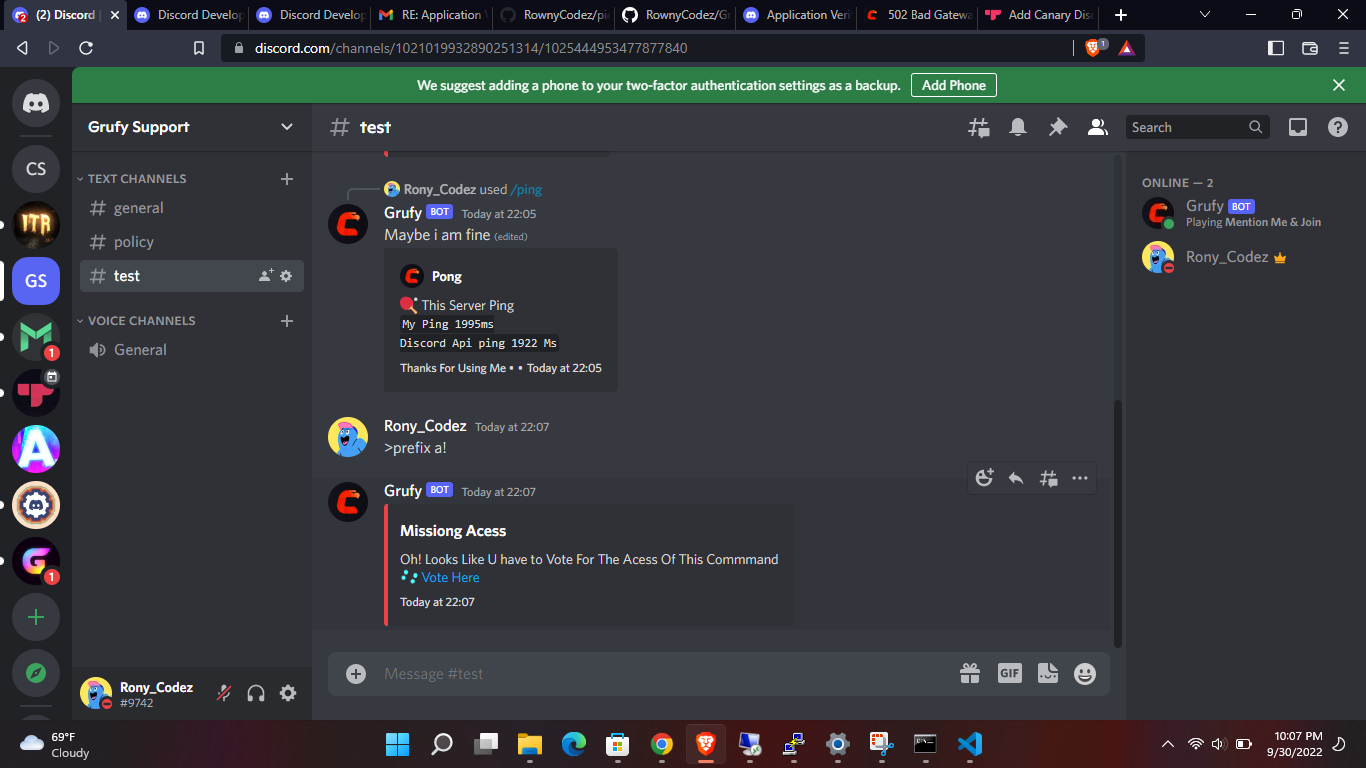 (2) Discord |
Discord Develop
Discord Develop
RE: Application V
RownyCodez/pic
RownyCodez/Gr
Application Veri
502 Bad Gatewa
Add Canary Disc
discord.com/channels/1021019932890251314/1025444953477877840
1
We suggest adding a phone to your two-factor authentication settings as a backup.
Add Phone
Grufy Support
test
Search
CS
ITR
GS
1
1
TEXT CHANNELS
general
policy
test
VOICE CHANNELS
General
Rony_Codez used /ping
Grufy BOT Today at 22:05
Maybe i am fine (edited)
Pong
This Server Ping
My Ping 1995ms
Discord Api ping 1922 Ms
Thanks For Using Me • • Today at 22:05
Rony_Codez Today at 22:07
>prefix a!
Grufy BOT Today at 22:07
Missiong Acess
Oh! Looks Like U have to Vote For The Acess Of This Commmand
Vote Here
Today at 22:07
Message #test
GIF
ONLINE — 2
Grufy BOT
Playing Mention Me & Join
Rony_Codez
Rony_Codez
#9742
69°F
Cloudy
10:07 PM
9/30/2022